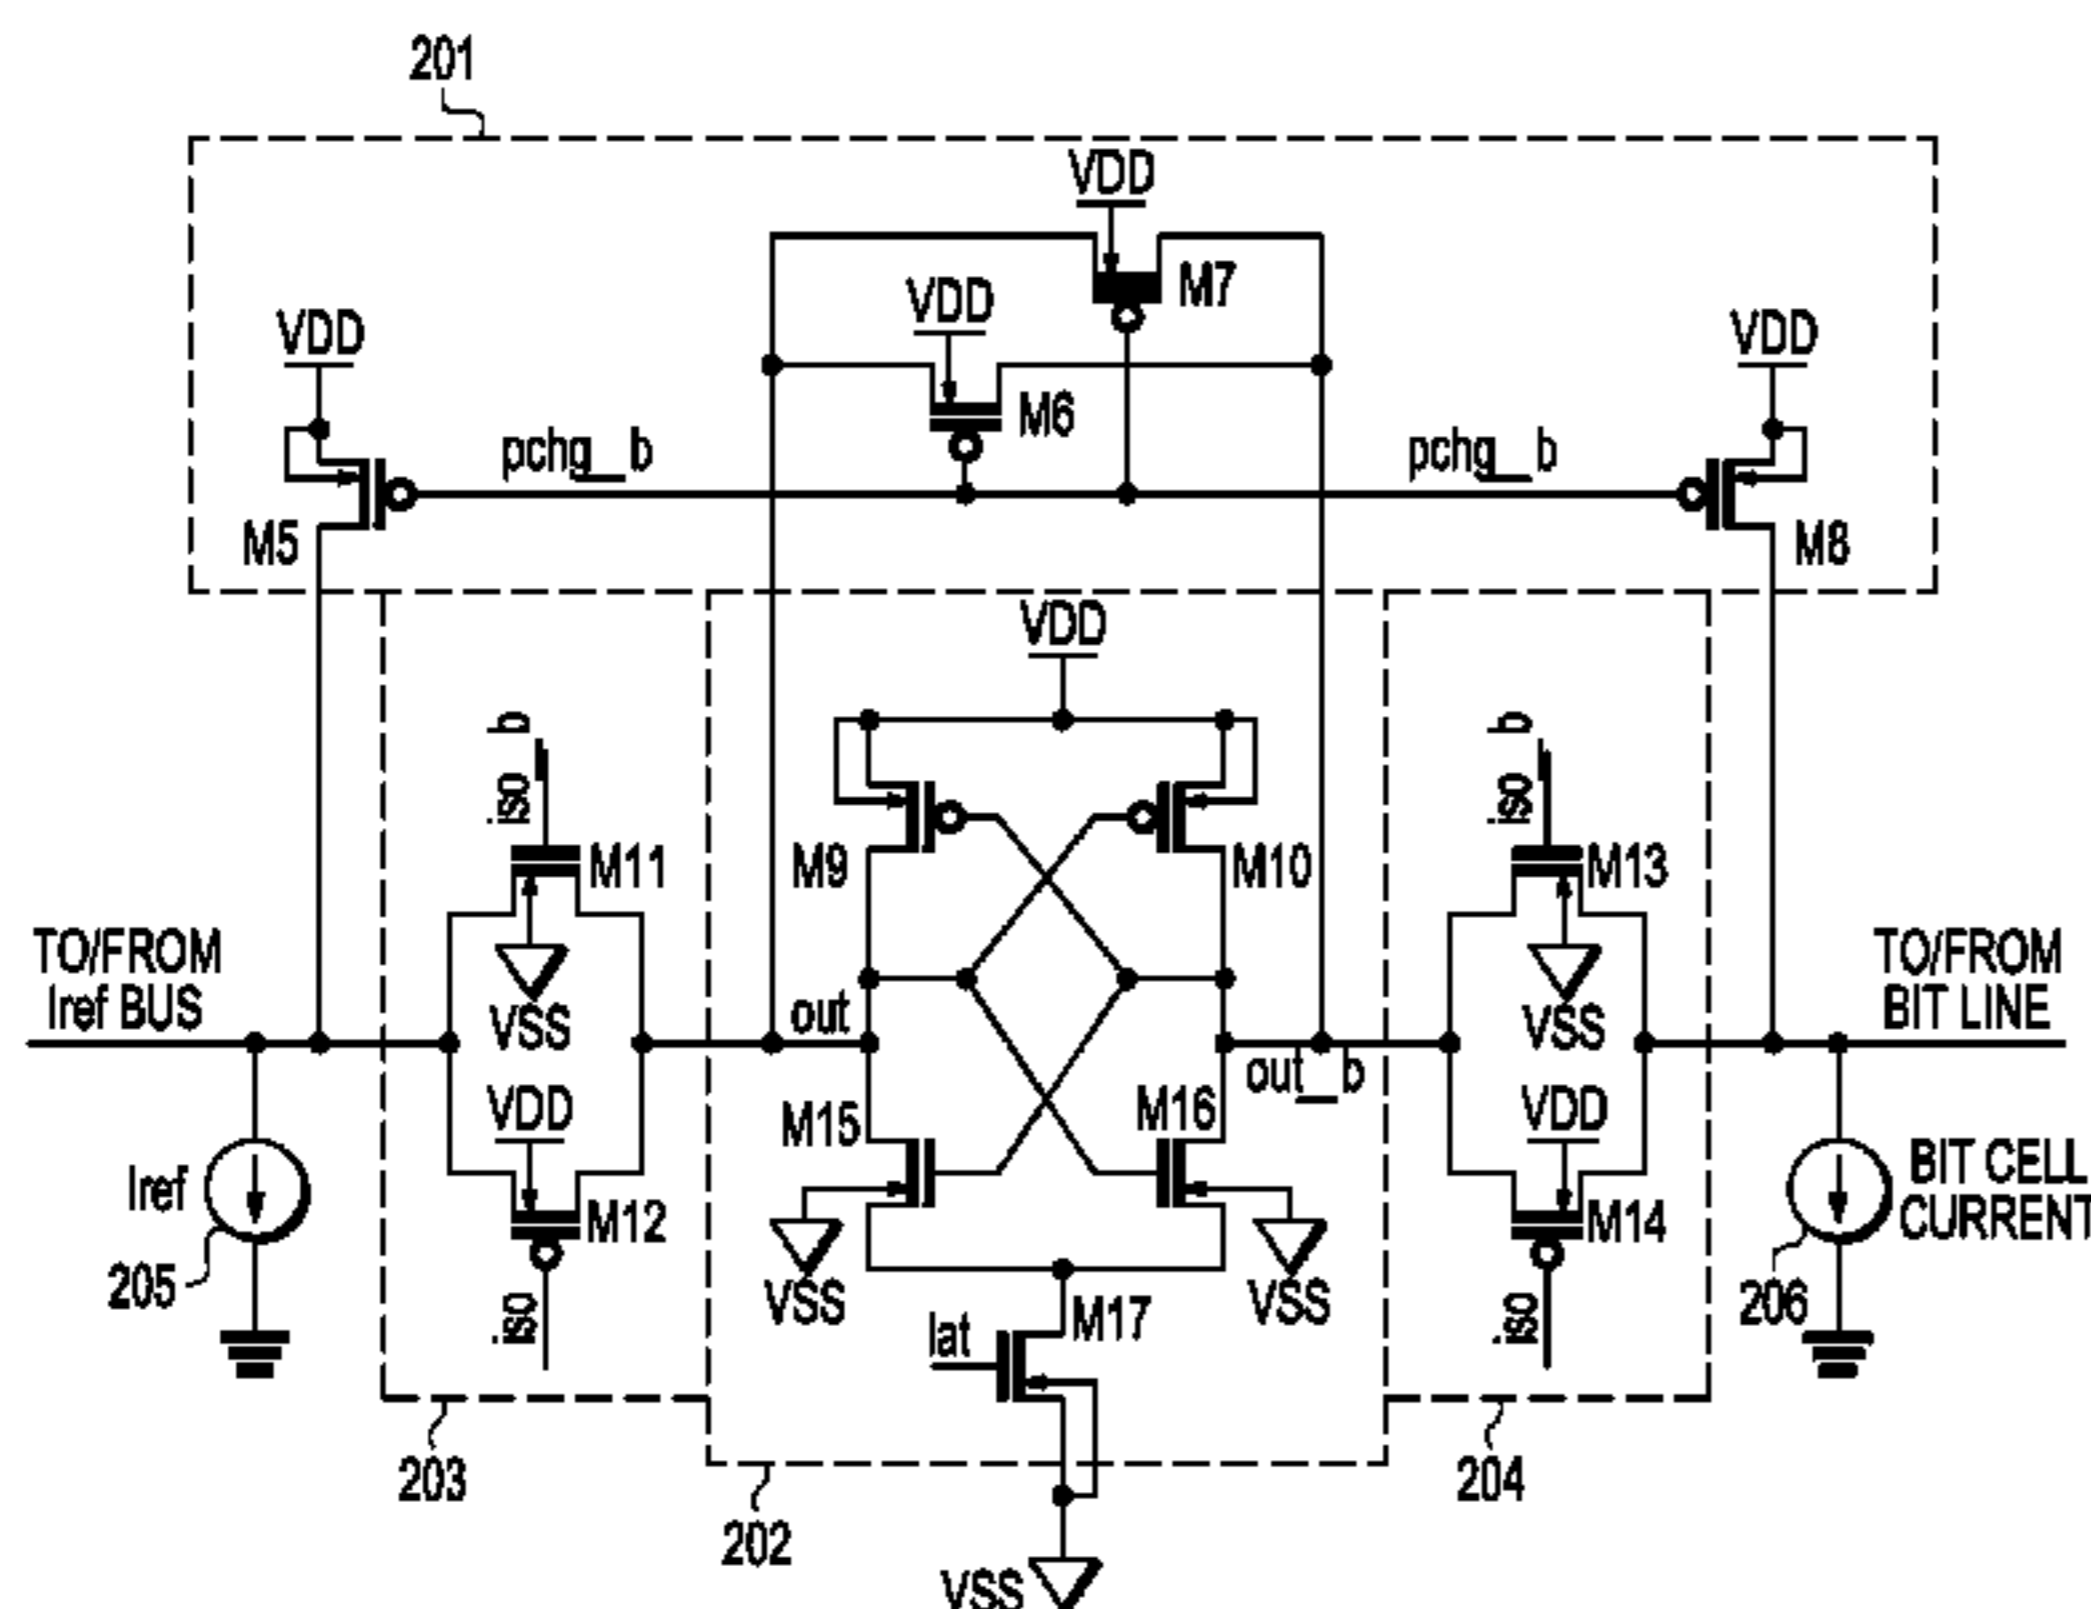 201
VDD
M7
VDD
M6
VDD
VDD
pchg_b
pchg_b
M5
M8
VDD
iso_b
iso_b
M9
M10
M11
M13
VSS
VSS
TO/FROM
Iref BUS
out
out_b
TO/FROM
BIT LINE
VDD
VDD
M15
M16
Iref
205
M12
M14
BIT CELL
CURRENT
206
iso
iso
VSS
VSS
lat
M17
203
204
202
VSS